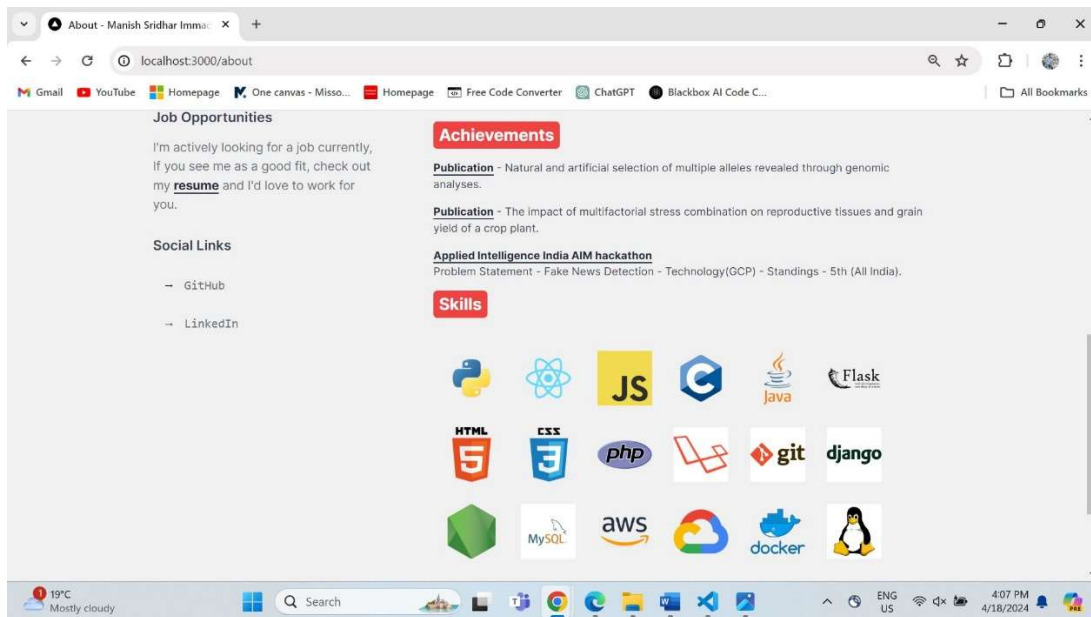 About - Manish Sridhar Immac
localhost:3000/about
Gmail
YouTube
Homepage
One canvas - Misso...
Homepage
Free Code Converter
ChatGPT
Blackbox AI Code C...
All Bookmarks
Job Opportunities
I'm actively looking for a job currently,
If you see me as a good fit, check out
my resume and I'd love to work for
you.
Social Links
→ GitHub
→ LinkedIn
Achievements
Publication - Natural and artificial selection of multiple alleles revealed through genomic
analyses.
Publication - The impact of multifactorial stress combination on reproductive tissues and grain
yield of a crop plant.
Applied Intelligence India AIM hackathon
Problem Statement - Fake News Detection - Technology(GCP) - Standings - 5th (All India).
Skills
JS
C
Java
Flask
HTML
5
CSS
3
php
git
django
MySQL
aws
docker
1
19°C
Mostly cloudy
Search
ENG
US
4:07 PM
4/18/2024
PRE